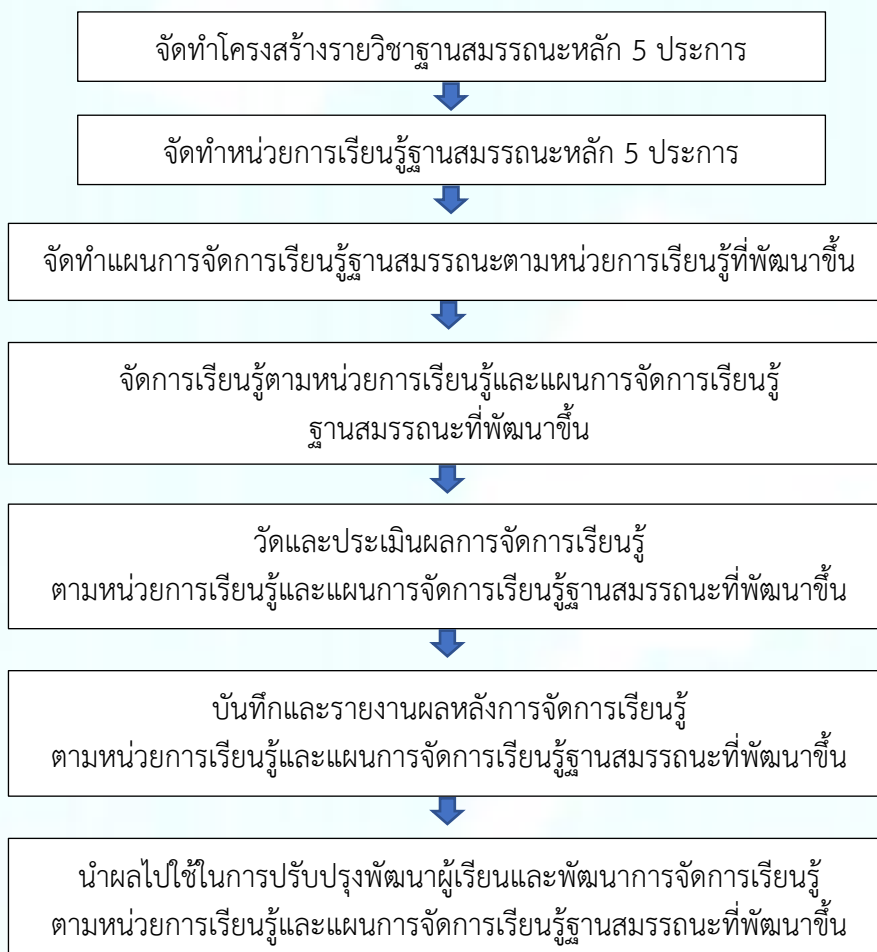 จัดทำโครงสร้างรายวิชาฐานสมรรถนะหลัก 5 ประการ
จัดทำหน่วยการเรียนรู้ฐานสมรรถนะหลัก 5 ประการ
จัดทำแผนการจัดการเรียนรู้ฐานสมรรถนะตามหน่วยการเรียนรู้ที่พัฒนาขึ้น
จัดการเรียนรู้ตามหน่วยการเรียนรู้และแผนการจัดการเรียนรู้
ฐานสมรรถนะที่พัฒนาขึ้น
วัดและประเมินผลการจัดการเรียนรู้
ตามหน่วยการเรียนรู้และแผนการจัดการเรียนรู้ฐานสมรรถนะที่พัฒนาขึ้น
บันทึกและรายงานผลหลังการจัดการเรียนรู้
ตามหน่วยการเรียนรู้และแผนการจัดการเรียนรู้ฐานสมรรถนะที่พัฒนาขึ้น
นำผลไปใช้ในการปรับปรุงพัฒนาผู้เรียนและพัฒนาการจัดการเรียนรู้
ตามหน่วยการเรียนรู้และแผนการจัดการเรียนรู้ฐานสมรรถนะที่พัฒนาขึ้น